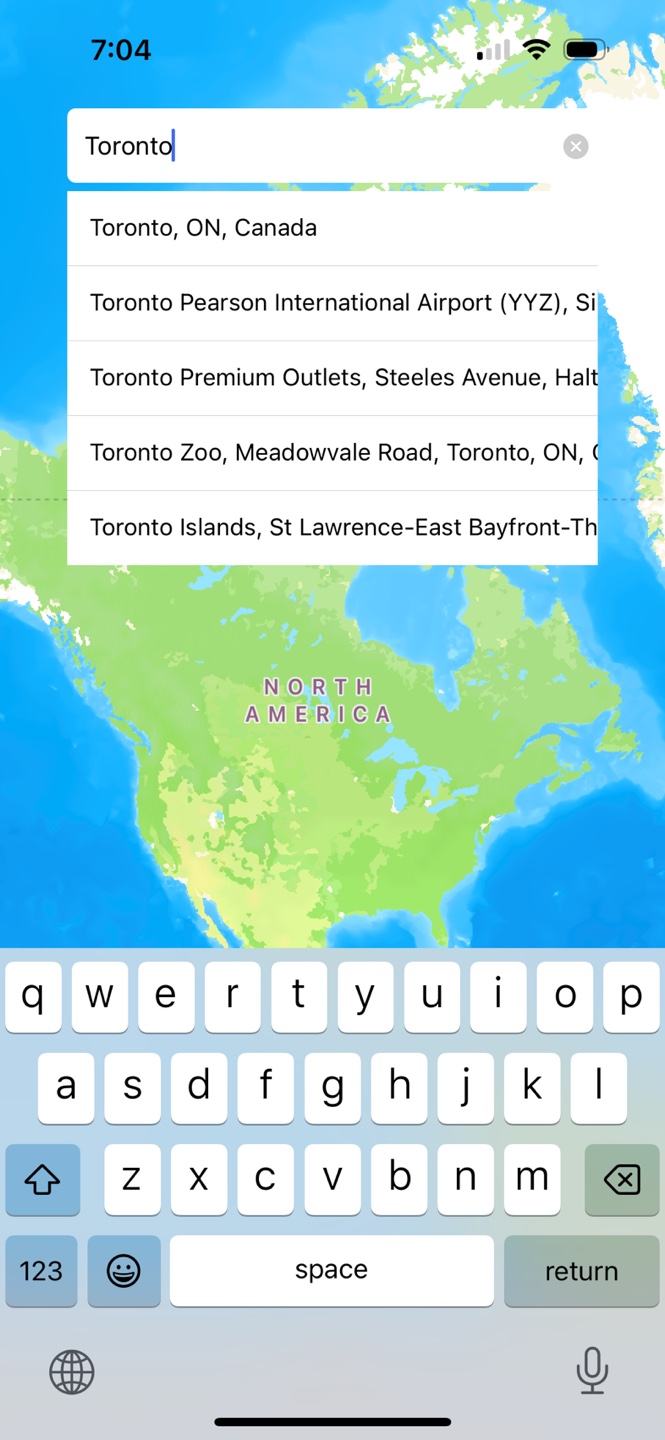 7:04
Toronto
Toronto, ON, Canada
Toronto Pearson International Airport (YYZ), Si
Toronto Premium Outlets, Steeles Avenue, Halt
Toronto Zoo, Meadowvale Road, Toronto, ON,
Toronto Islands, St Lawrence-East Bayfront-Th
NORTH
AMERICA
q w e r t y u i o p
a s d f g h j k l
z x c v b n m
123 space return